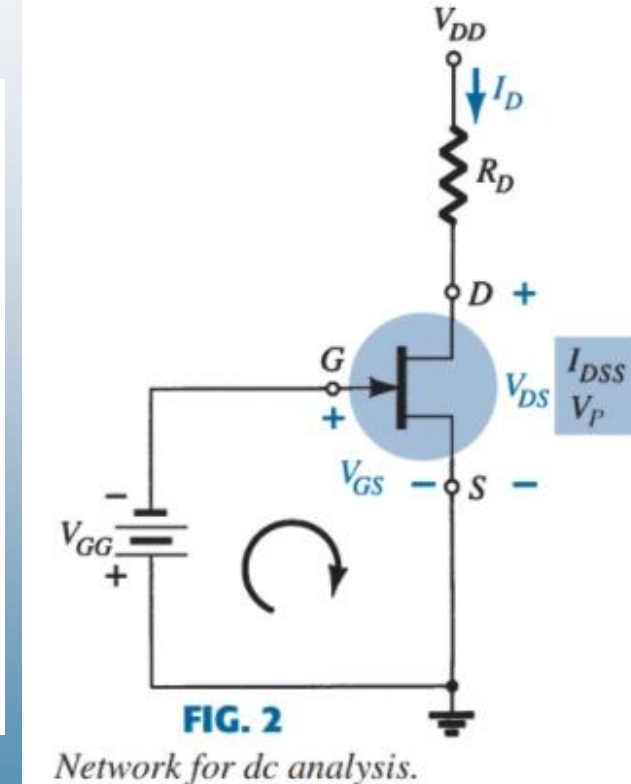 VDD
ID
RD
D +
G
+
VDS
IDSS
VP
VGS − S −
−
VGG
+
FIG. 2
Network for dc analysis.